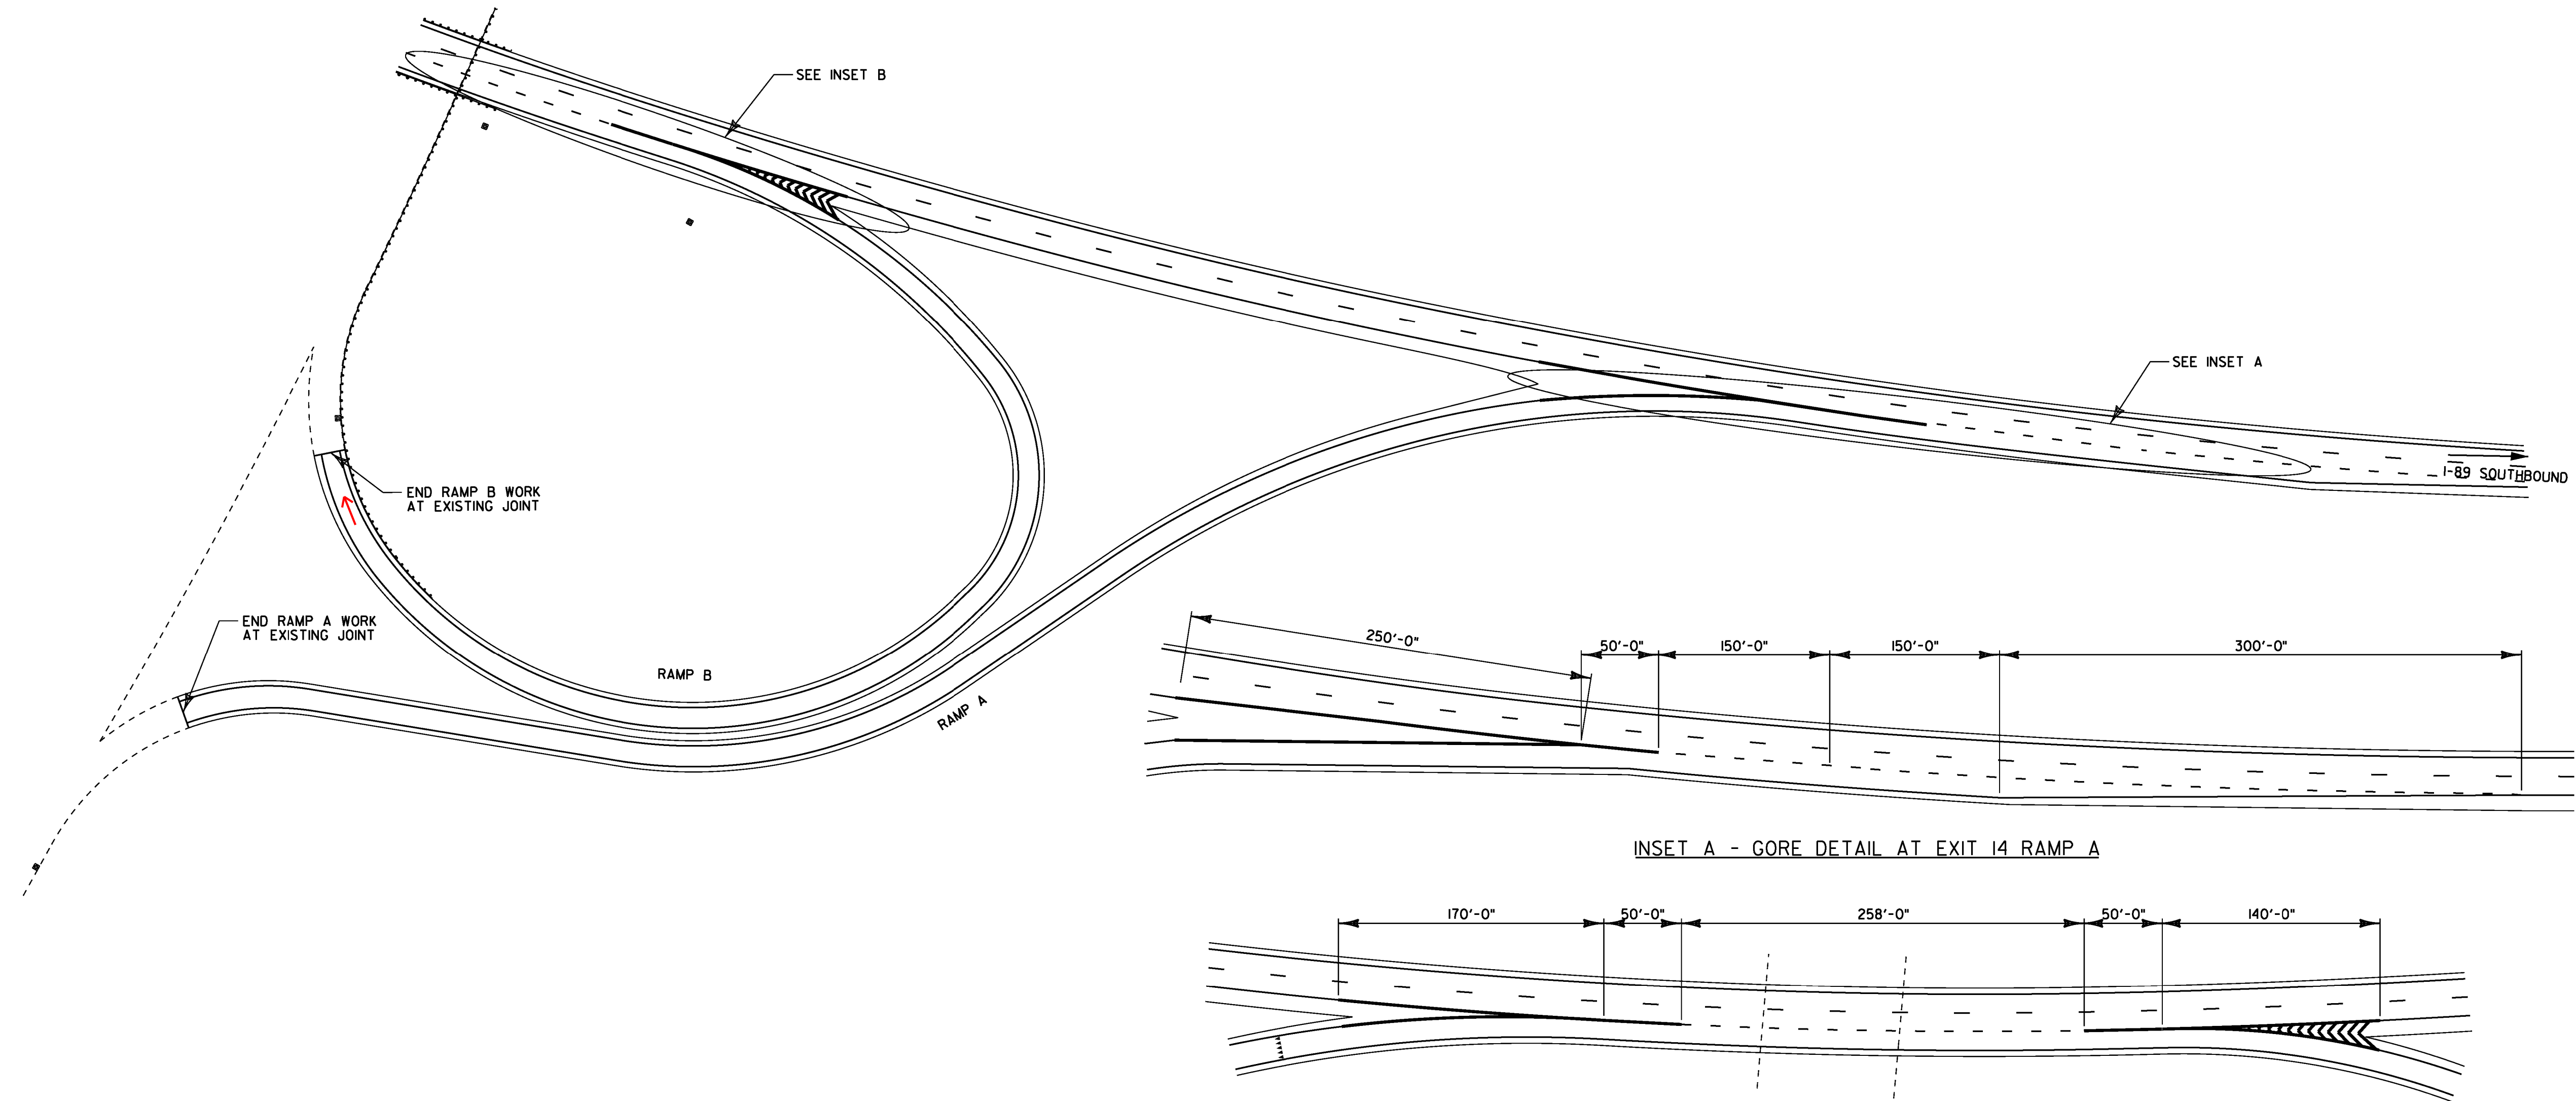 SEE INSET B
SEE INSET A
I-89 SOUTHBOUND
END RAMP B WORK
AT EXISTING JOINT
END RAMP A WORK
AT EXISTING JOINT
RAMP B
RAMP A
250'-0"
50'-0"
150'-0"
150'-0"
300'-0"
INSET A - GORE DETAIL AT EXIT 14 RAMP A
170'-0"
50'-0"
258'-0"
50'-0"
140'-0"